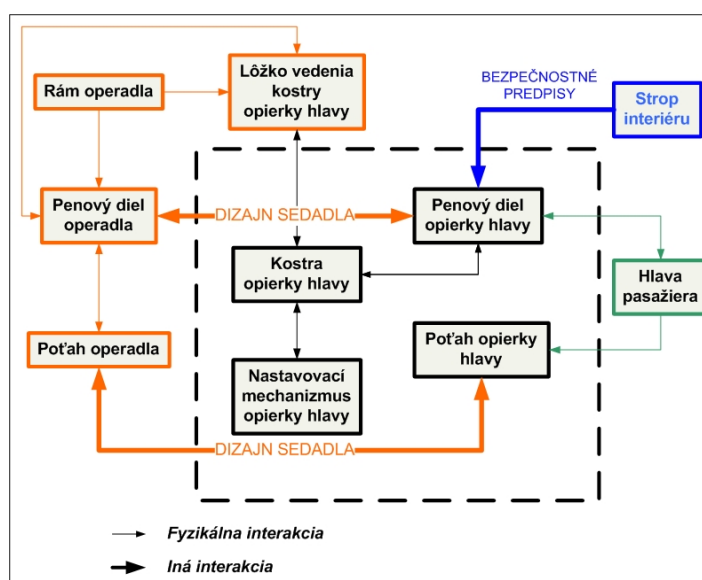 Rám operadla
Lôžko vedenia
kostry
opierky hlavy
BEZPEČNOSTNÉ
PREDPISY
Strop
interiéru
Penový diel
operadla
DIZAJN SEDADLA
Penový diel
opierky hlavy
Kostra
opierky hlavy
Hlava
pasažiera
Poťah operadla
Poťah opierky
hlavy
Nastavovací
mechanizmus
opierky hlavy
DIZAJN SEDADLA
Fyzikálna interakcia
Iná interakcia